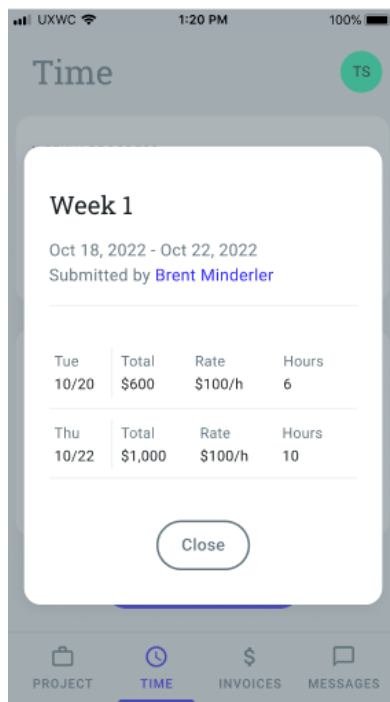 UXWC 1:20 PM 100%
Time TS
Week 1
Oct 18, 2022 - Oct 22, 2022
Submitted by Brent Minderler
Tue Total Rate Hours
10/20 $600 $100/h 6
Thu Total Rate Hours
10/22 $1,000 $100/h 10
Close
$
PROJECT TIME INVOICES MESSAGES